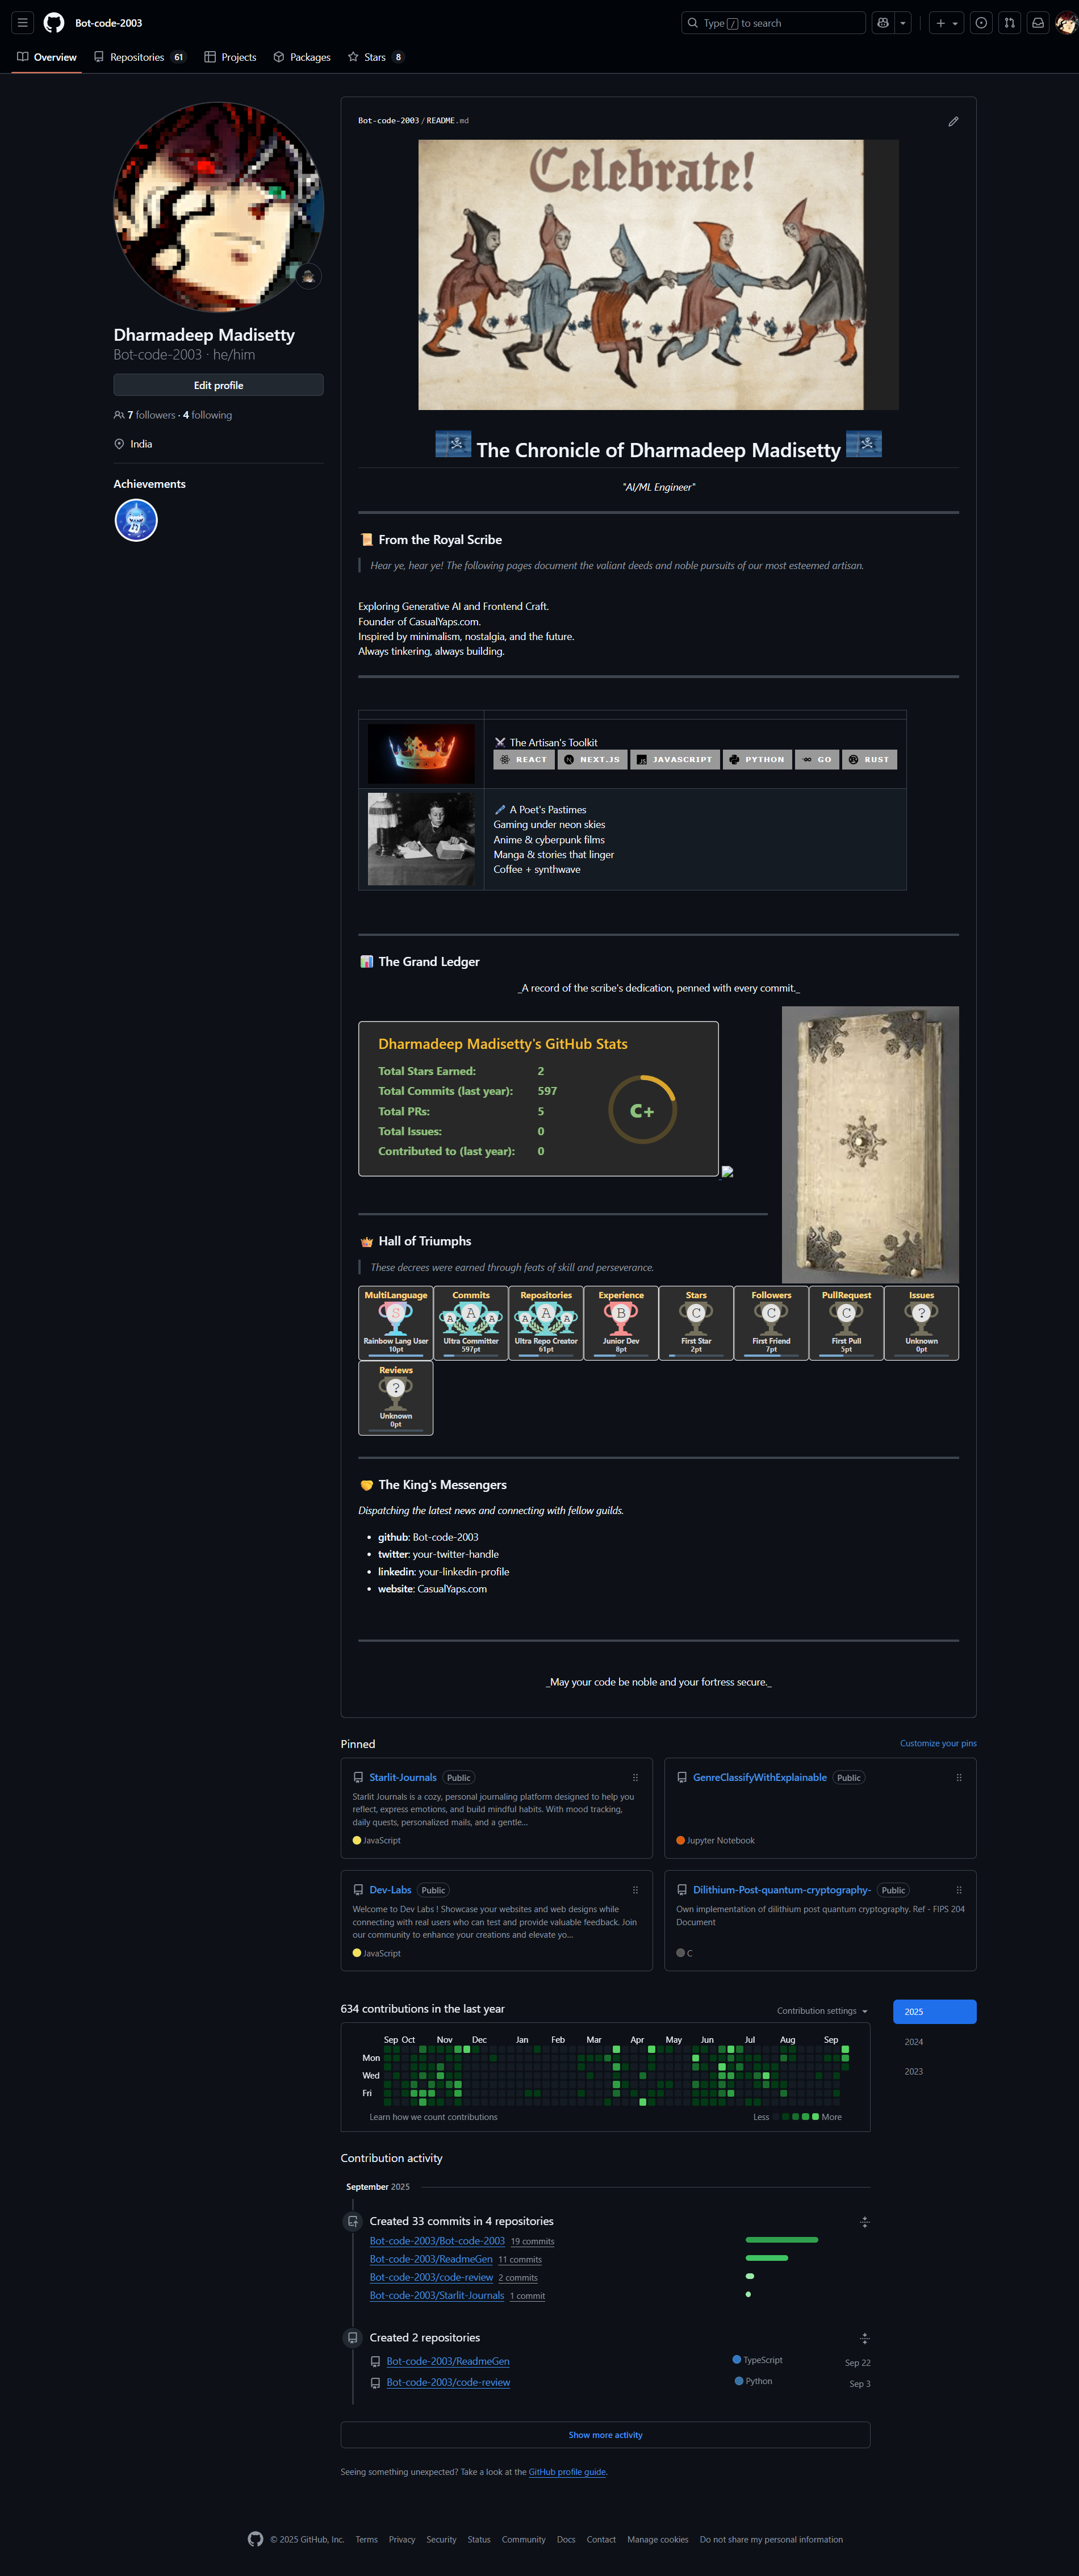 Bot-code-2003
Type / to search
Overview
Repositories 61
Projects
Packages
Stars 8
Dharmadeep Madisetty
Bot-code-2003 · he/him
Edit profile
7 followers · 4 following
India
Achievements
Bot-code-2003/README.md
Celebrate!
The Chronicle of Dharmadeep Madisetty
"AI/ML Engineer"
From the Royal Scribe
Hear ye, hear ye! The following pages document the valiant deeds and noble pursuits of our most esteemed artisan.
Exploring Generative AI and Frontend Craft.
Founder of CasualYaps.com.
Inspired by minimalism, nostalgia, and the future.
Always tinkering, always building.
The Artisan's Toolkit
REACT NEXT.JS JAVASCRIPT PYTHON GO RUST
A Poet's Pastimes
Gaming under neon skies
Anime & cyberpunk films
Manga & stories that linger
Coffee + synthwave
The Grand Ledger
_A record of the scribe's dedication, penned with every commit._
Dharmadeep Madisetty's GitHub Stats
Total Stars Earned: 2
Total Commits (last year): 597
Total PRs: 5
Total Issues: 0
Contributed to (last year): 0
C+
Hall of Triumphs
These decrees were earned through feats of skill and perseverance.
MultiLanguage Commits Repositories Experience Stars Followers PullRequest Issues
S A A A A A A B C C C ?
Rainbow Lang User Ultra Committer Ultra Repo Creator Junior Dev First Star First Friend First Pull Unknown
10pt 597pt 61pt 8pt 2pt 7pt 5pt 0pt
Reviews
?
Unknown
0pt
The King's Messengers
Dispatching the latest news and connecting with fellow guilds.
• github: Bot-code-2003
• twitter: your-twitter-handle
• linkedin: your-linkedin-profile
• website: CasualYaps.com
_May your code be noble and your fortress secure._
Pinned
Customize your pins
Starlit-Journals Public
Starlit Journals is a cozy, personal journaling platform designed to help you
reflect, express emotions, and build mindful habits. With mood tracking,
daily quests, personalized mails, and a gentle...
JavaScript
GenreClassifyWithExplainable Public
Jupyter Notebook
Dev-Labs Public
Welcome to Dev Labs ! Showcase your websites and web designs while
connecting with real users who can test and provide valuable feedback. Join
our community to enhance your creations and elevate yo...
JavaScript
Dilithium-Post-quantum-cryptography- Public
Own implementation of dilithium post quantum cryptography. Ref - FIPS 204
Document
C
634 contributions in the last year
Contribution settings
2025
2024
2023
Sep Oct Nov Dec Jan Feb Mar Apr May Jun Jul Aug Sep
Mon
Wed
Fri
Learn how we count contributions
Less More
Contribution activity
September 2025
Created 33 commits in 4 repositories
Bot-code-2003/Bot-code-2003 19 commits
Bot-code-2003/ReadmeGen 11 commits
Bot-code-2003/code-review 2 commits
Bot-code-2003/Starlit-Journals 1 commit
Created 2 repositories
Bot-code-2003/ReadmeGen TypeScript Sep 22
Bot-code-2003/code-review Python Sep 3
Show more activity
Seeing something unexpected? Take a look at the GitHub profile guide.
© 2025 GitHub, Inc. Terms Privacy Security Status Community Docs Contact Manage cookies Do not share my personal information